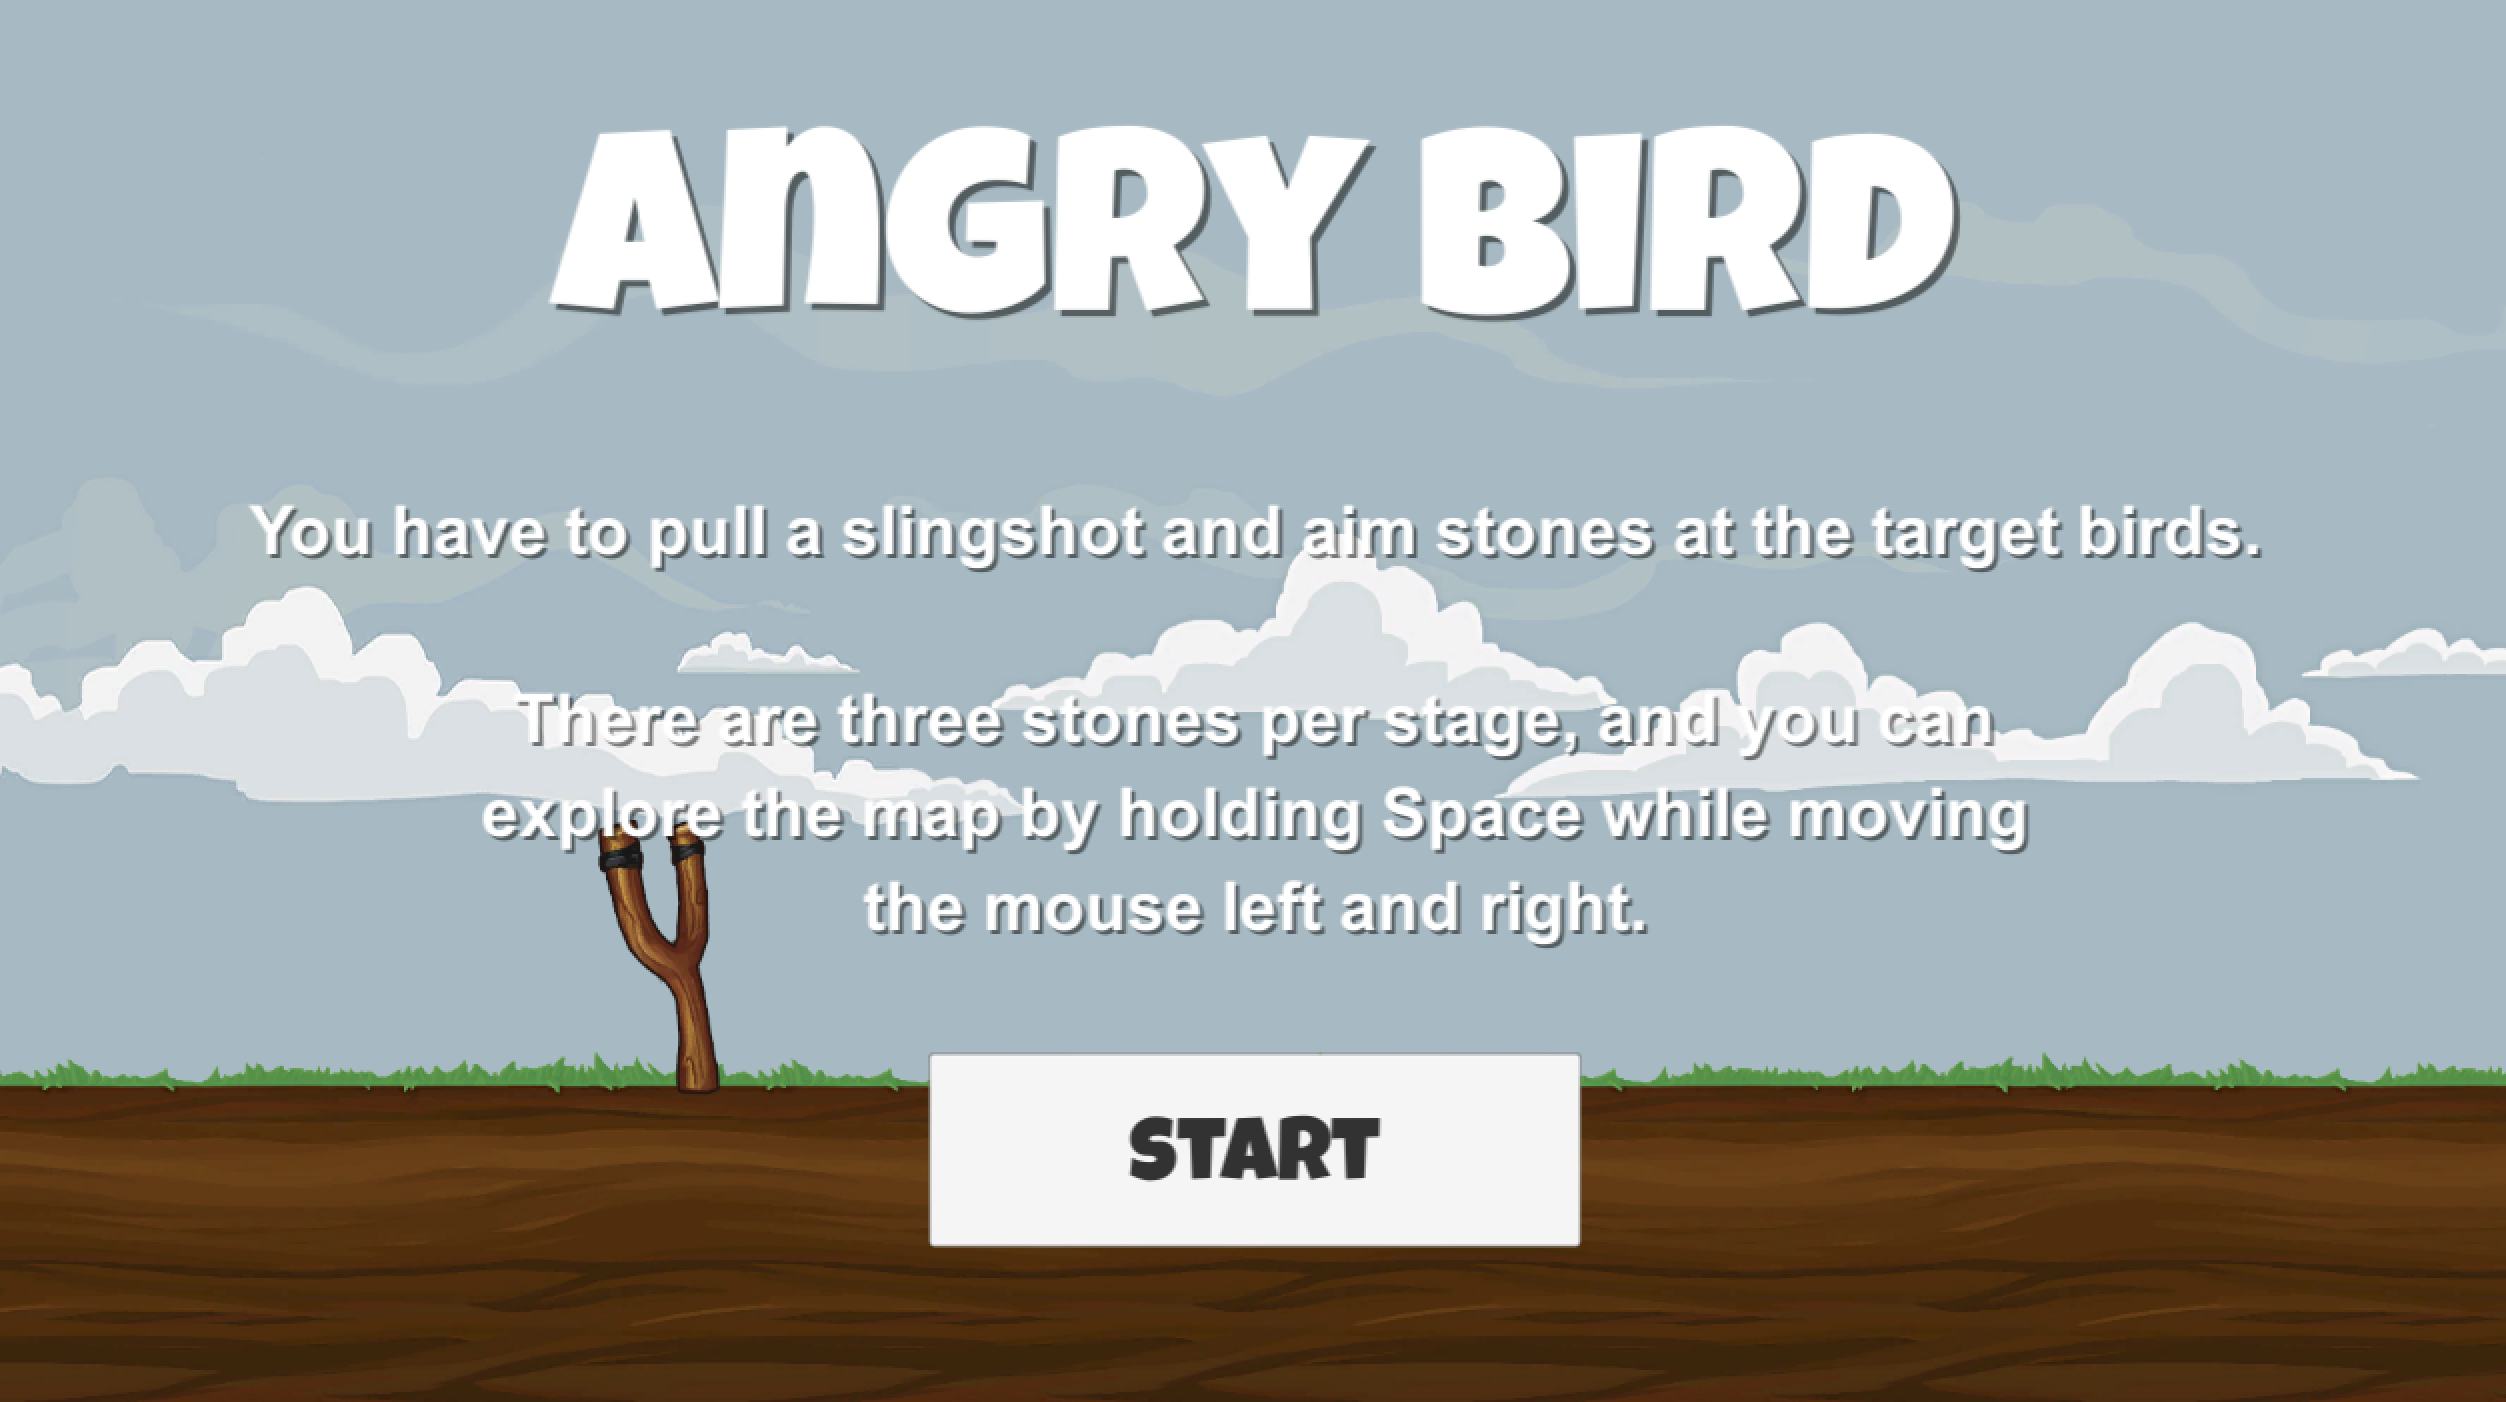 ANGRY BIRD
You have to pull a slingshot and aim stones at the target birds.
There are three stones per stage, and you can
explore the map by holding Space while moving
the mouse left and right.
START